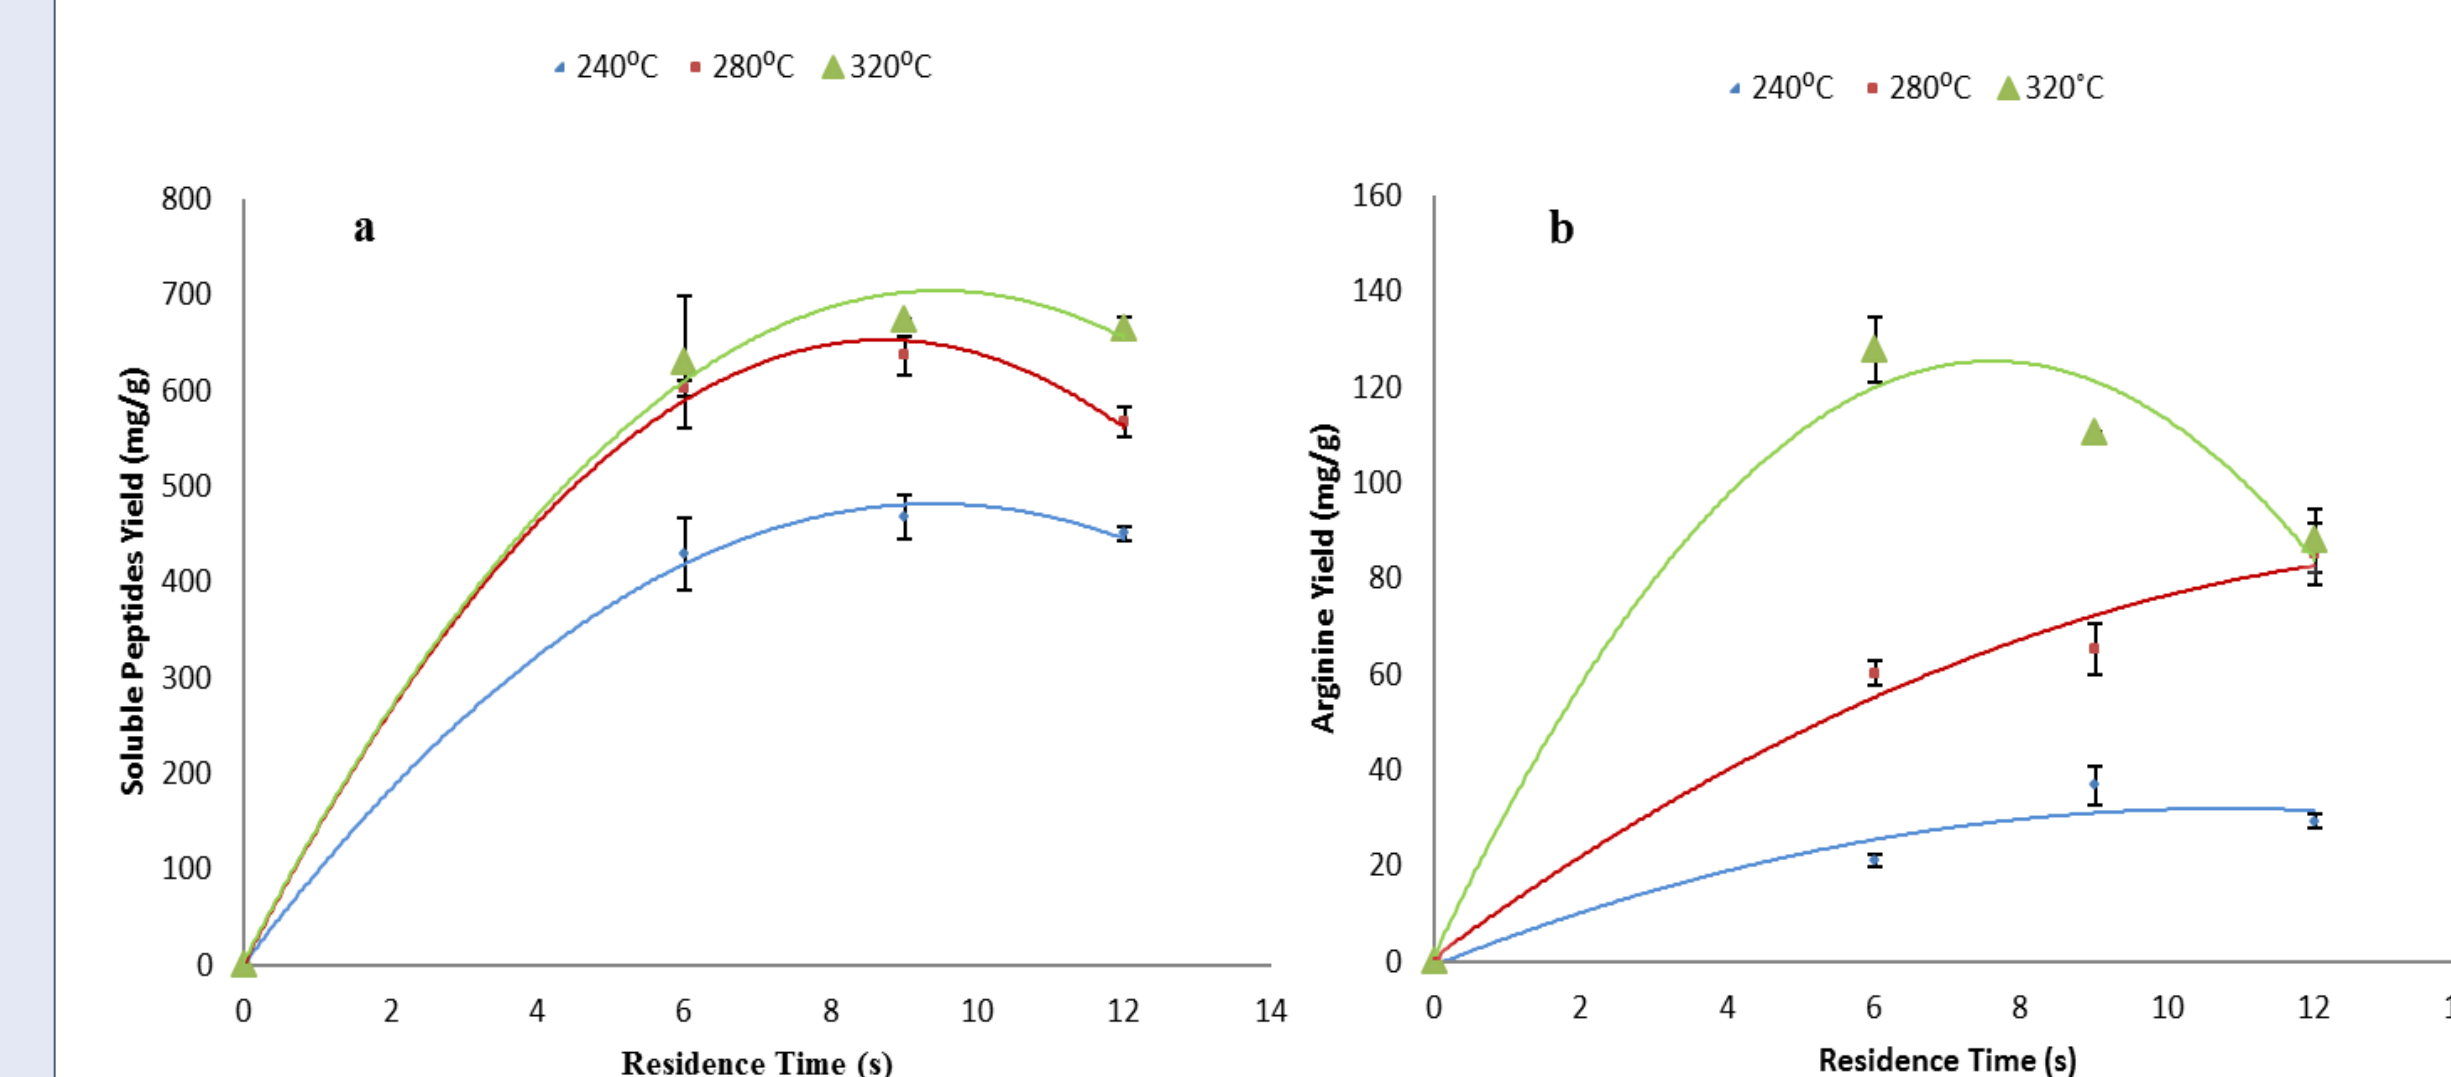 240⁰C 280⁰C 320⁰C
800
700
600
500
400
300
200
100
0
a
Soluble Peptides Yield (mg/g)
0 2 4 6 8 10 12 14
Residence Time (s)
240⁰C 280⁰C 320˚C
160
140
120
100
80
60
40
20
0
b
Arginine Yield (mg/g)
0 2 4 6 8 10 12
Residence Time (s)